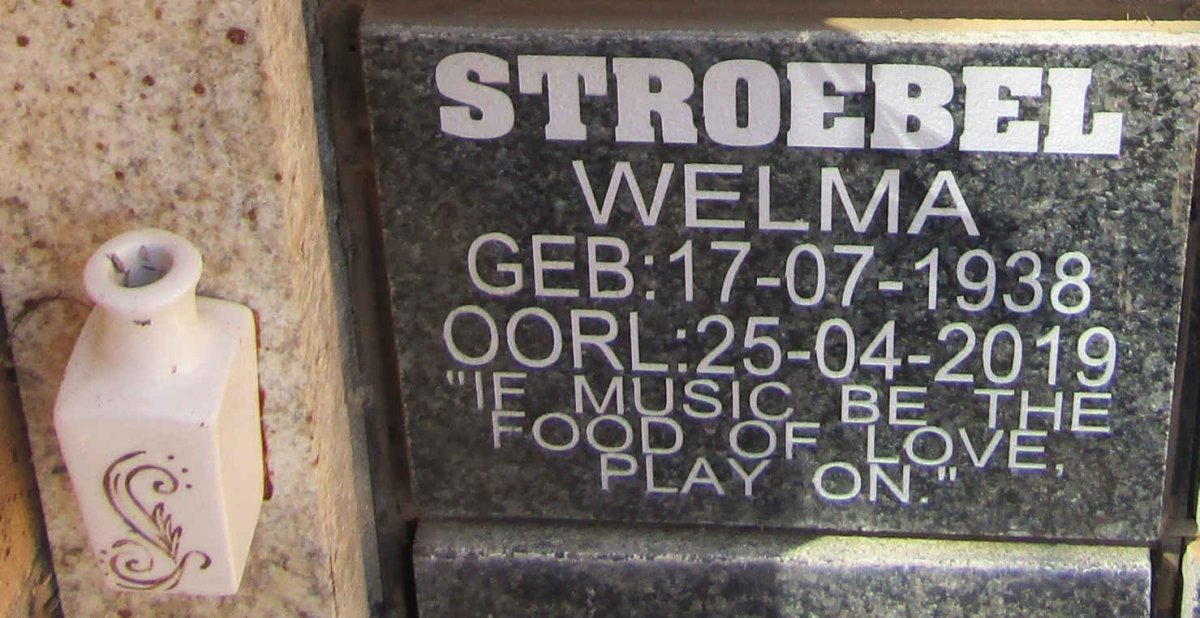 STROEBEL
WELMA
GEB:17-07-1938
OORL:25-04-2019
"IF MUSIC BE THE
FOOD OF LOVE,
PLAY ON."